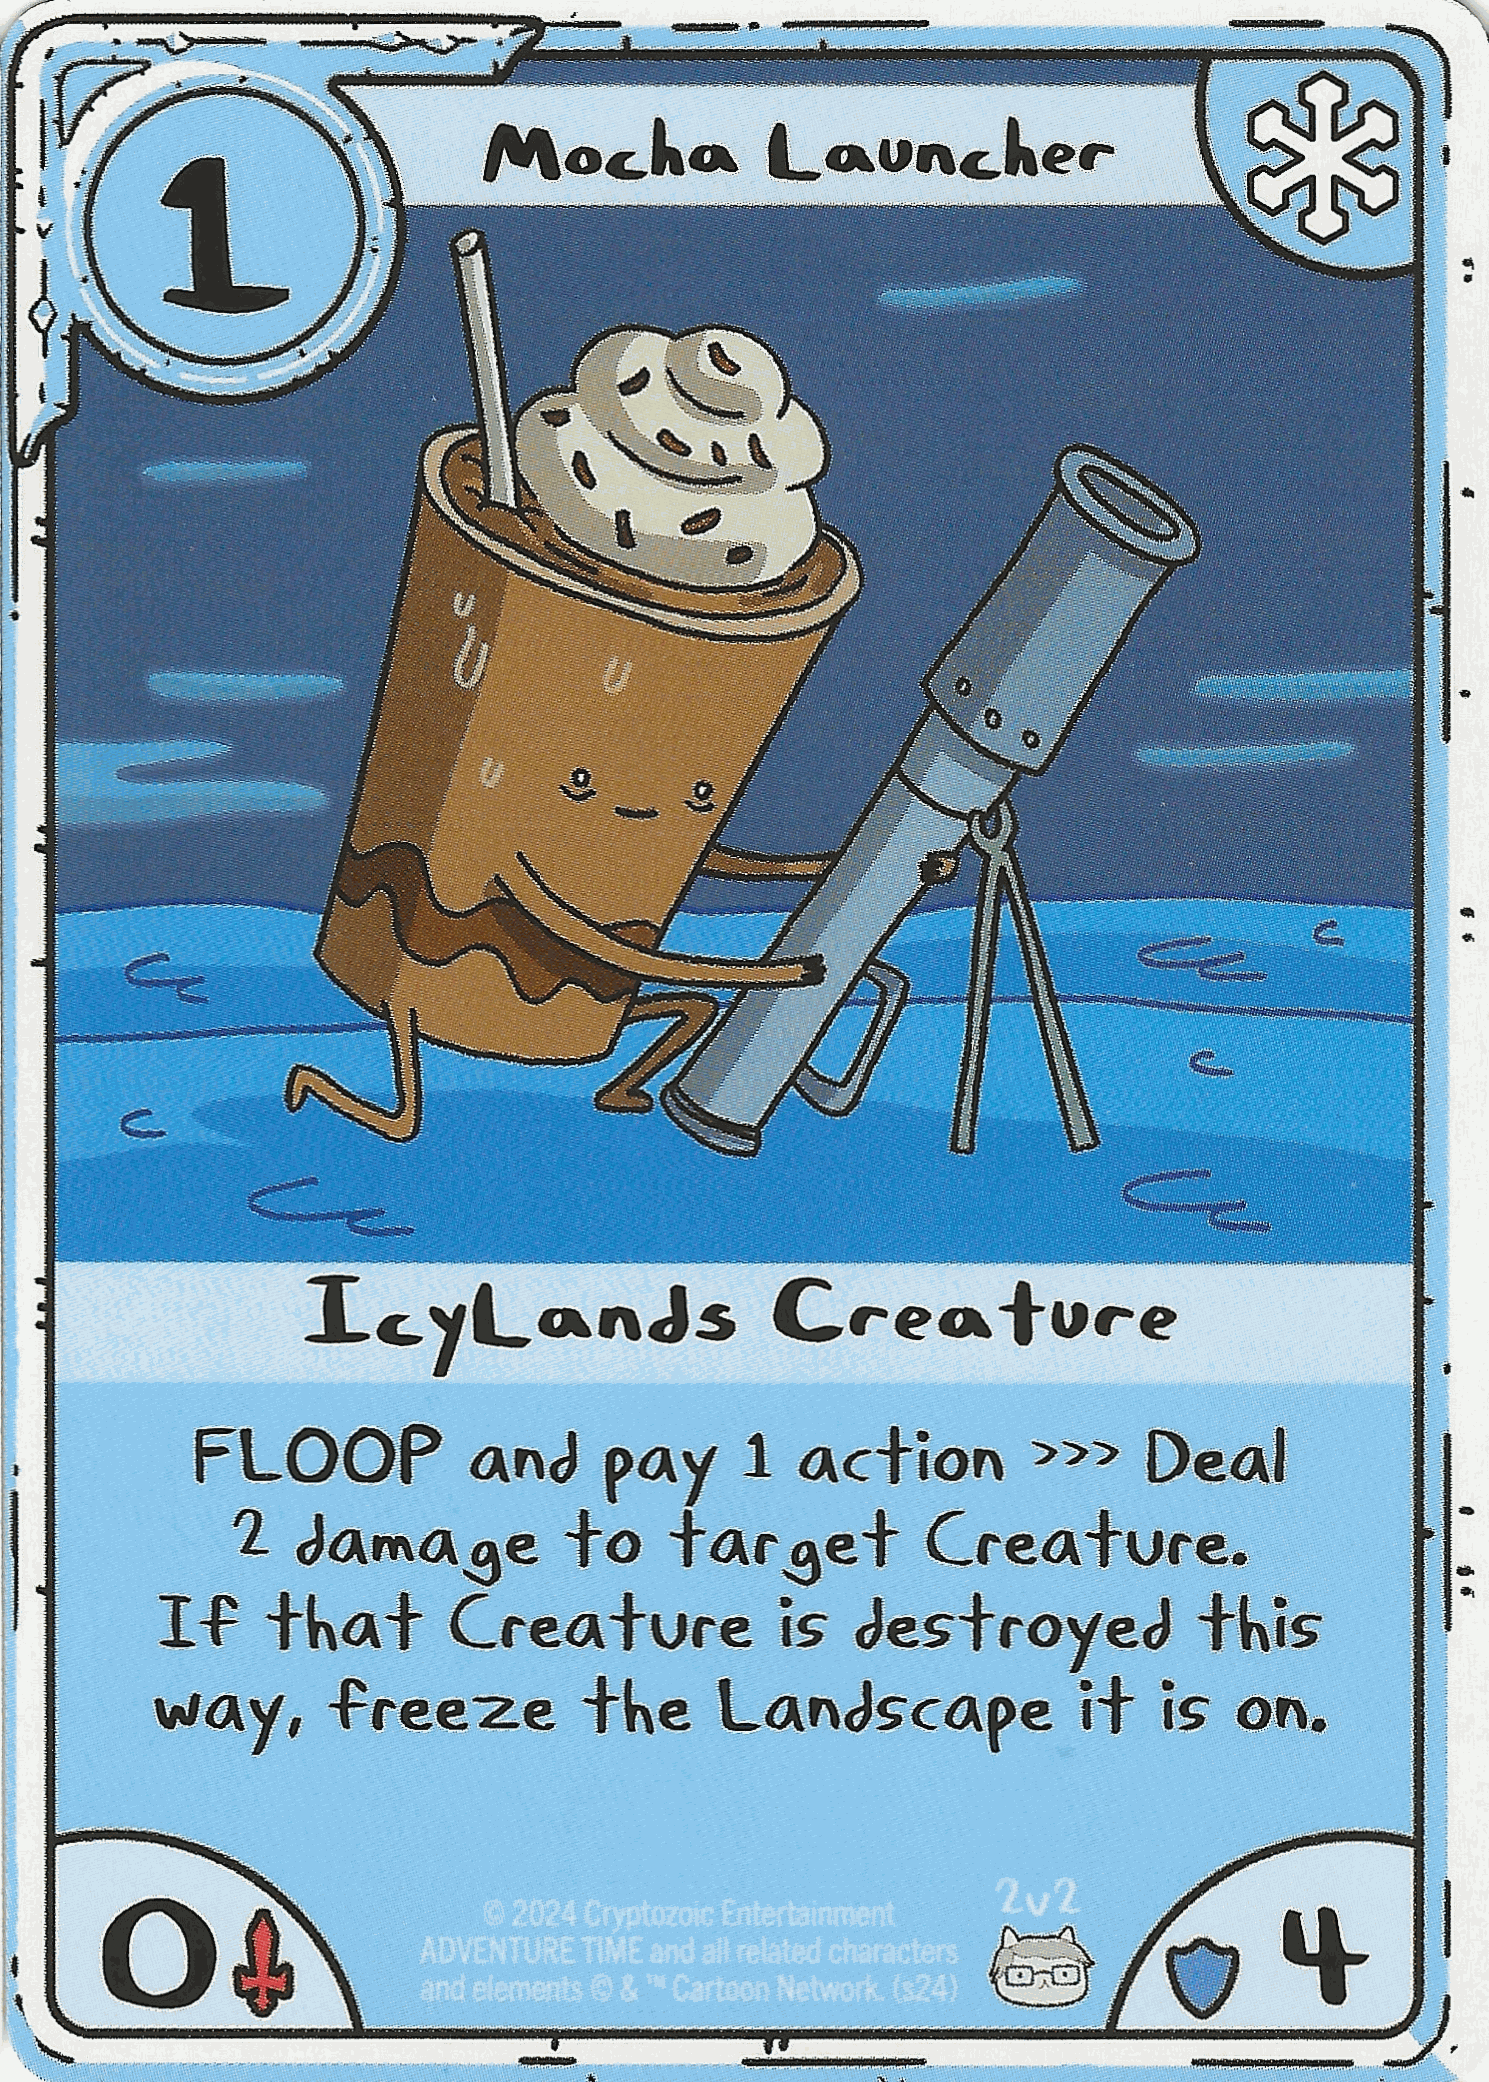 1
Mocha Launcher
IcyLands Creature
FLOOP and pay 1 action >>> Deal
2 damage to target Creature.
If that Creature is destroyed this
way, freeze the Landscape it is on.
0
© 2024 Cryptozoic Entertainment
ADVENTURE TIME and all related characters
and elements © & ™ Cartoon Network. (s24)
2v2
4